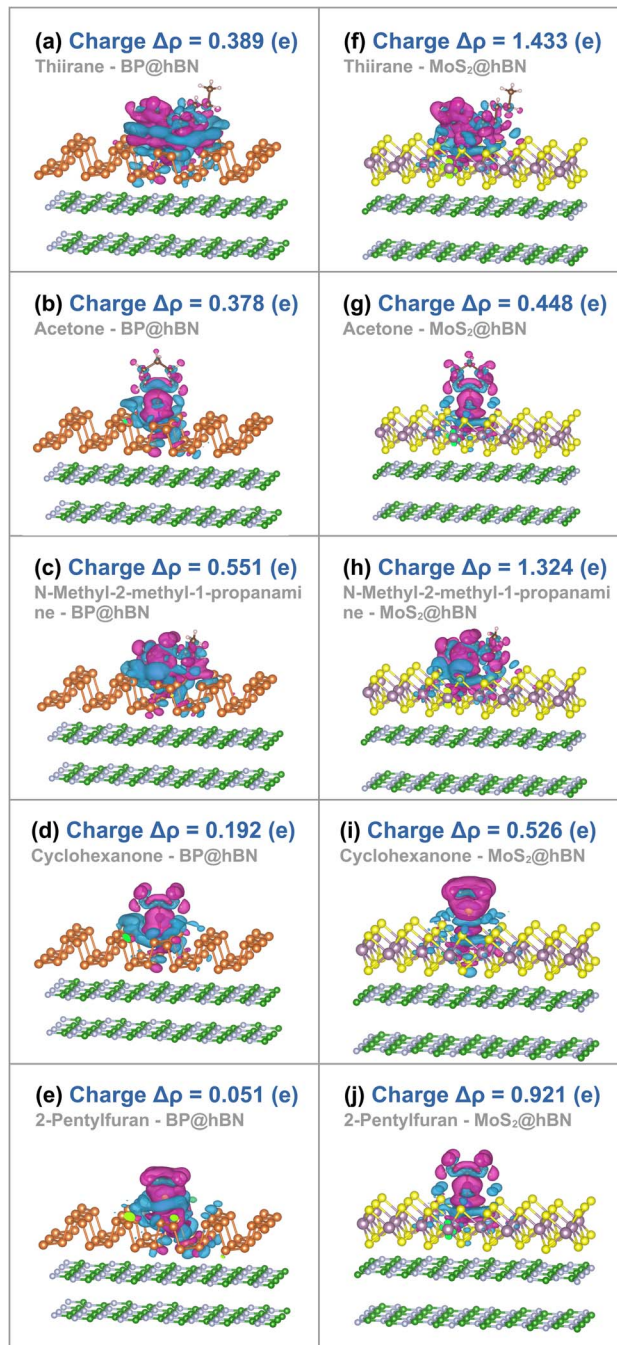 (a) Charge Δρ = 0.389 (e)
Thiirane - BP@hBN
(f) Charge Δρ = 1.433 (e)
Thiirane - MoS₂@hBN
(b) Charge Δρ = 0.378 (e)
Acetone - BP@hBN
(g) Charge Δρ = 0.448 (e)
Acetone - MoS₂@hBN
(c) Charge Δρ = 0.551 (e)
N-Methyl-2-methyl-1-propanami
ne - BP@hBN
(h) Charge Δρ = 1.324 (e)
N-Methyl-2-methyl-1-propanami
ne - MoS₂@hBN
(d) Charge Δρ = 0.192 (e)
Cyclohexanone - BP@hBN
(i) Charge Δρ = 0.526 (e)
Cyclohexanone - MoS₂@hBN
(e) Charge Δρ = 0.051 (e)
2-Pentylfuran - BP@hBN
(j) Charge Δρ = 0.921 (e)
2-Pentylfuran - MoS₂@hBN